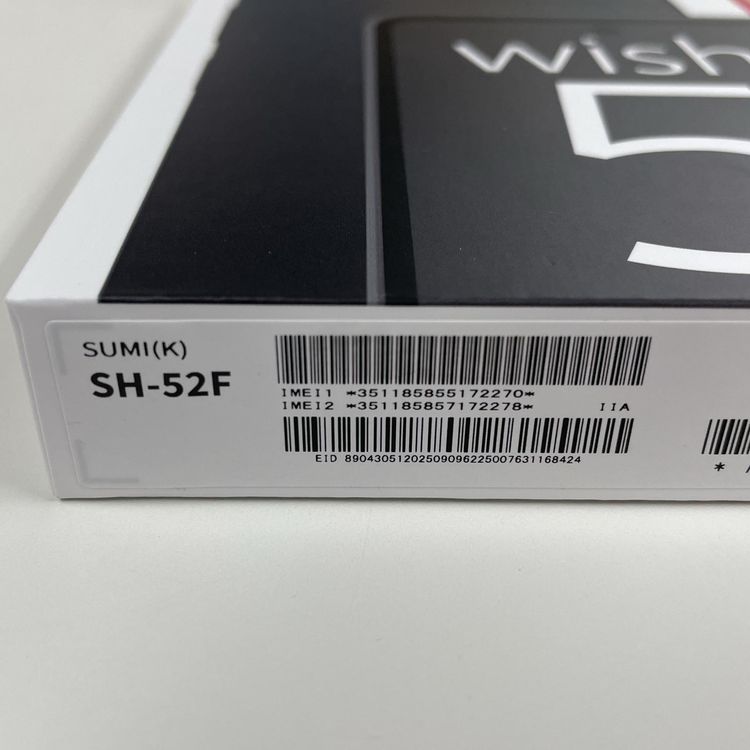 wish
5
SUMI(K)
SH-52F
IMEI1 *351185855172270*
IMEI2 *351185857172278* IIA
EID 89043051202509096225007631168424
*